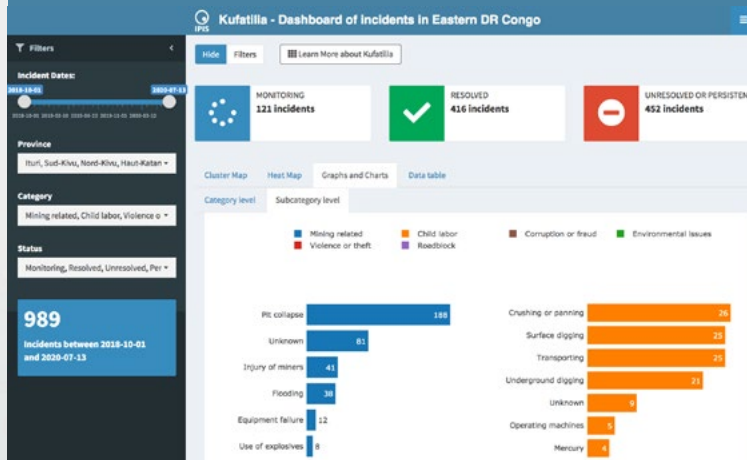 IPIS
Kufatilia - Dashboard of incidents in Eastern DR Congo
Filters
Hide Filters Learn More about Kufatilia
Incident Dates:
2018-10-01 2020-07-13
Province
Ituri, Sud-Kivu, Nord-Kivu, Haut-Katan
Category
Mining related, Child labor, Violence o
Status
Monitoring, Resolved, Unresolved, Per
989
Incidents between 2018-10-01
and 2020-07-13
MONITORING
121 incidents
RESOLVED
416 incidents
UNRESOLVED OR PERSISTEN
452 incidents
Cluster Map Heat Map Graphs and Charts Data table
Category level Subcategory level
Mining related Child labor Corruption or fraud Environmental issues
Violence or theft Roadblock
Pit collapse 188
Unknown 81
Injury of miners 41
Flooding 38
Equipment failure 12
Use of explosives 8
Crushing or panning 26
Surface digging 25
Transporting 25
Underground digging 21
Unknown 9
Operating machines 5
Mercury 4